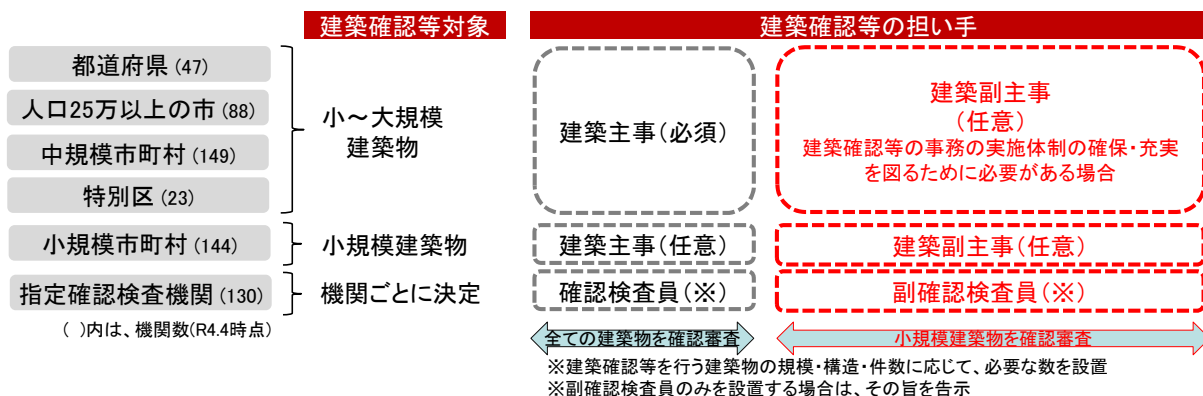 建築確認等対象
建築確認等の担い手
都道府県(47)
人口25万以上の市(88)
中規模市町村(149)
特別区(23)
小～大規模
建築物
建築主事(必須)
建築副主事
(任意)
建築確認等の事務の実施体制の確保・充実
を図るために必要がある場合
小規模市町村(144)
小規模建築物
建築主事(任意)
建築副主事(任意)
指定確認検査機関(130)
機関ごとに決定
確認検査員(※)
副確認検査員(※)
( )内は、機関数(R4.4時点)
全ての建築物を確認審査
小規模建築物を確認審査
※建築確認等を行う建築物の規模・構造・件数に応じて、必要な数を設置
※副確認検査員のみを設置する場合は、その旨を告示